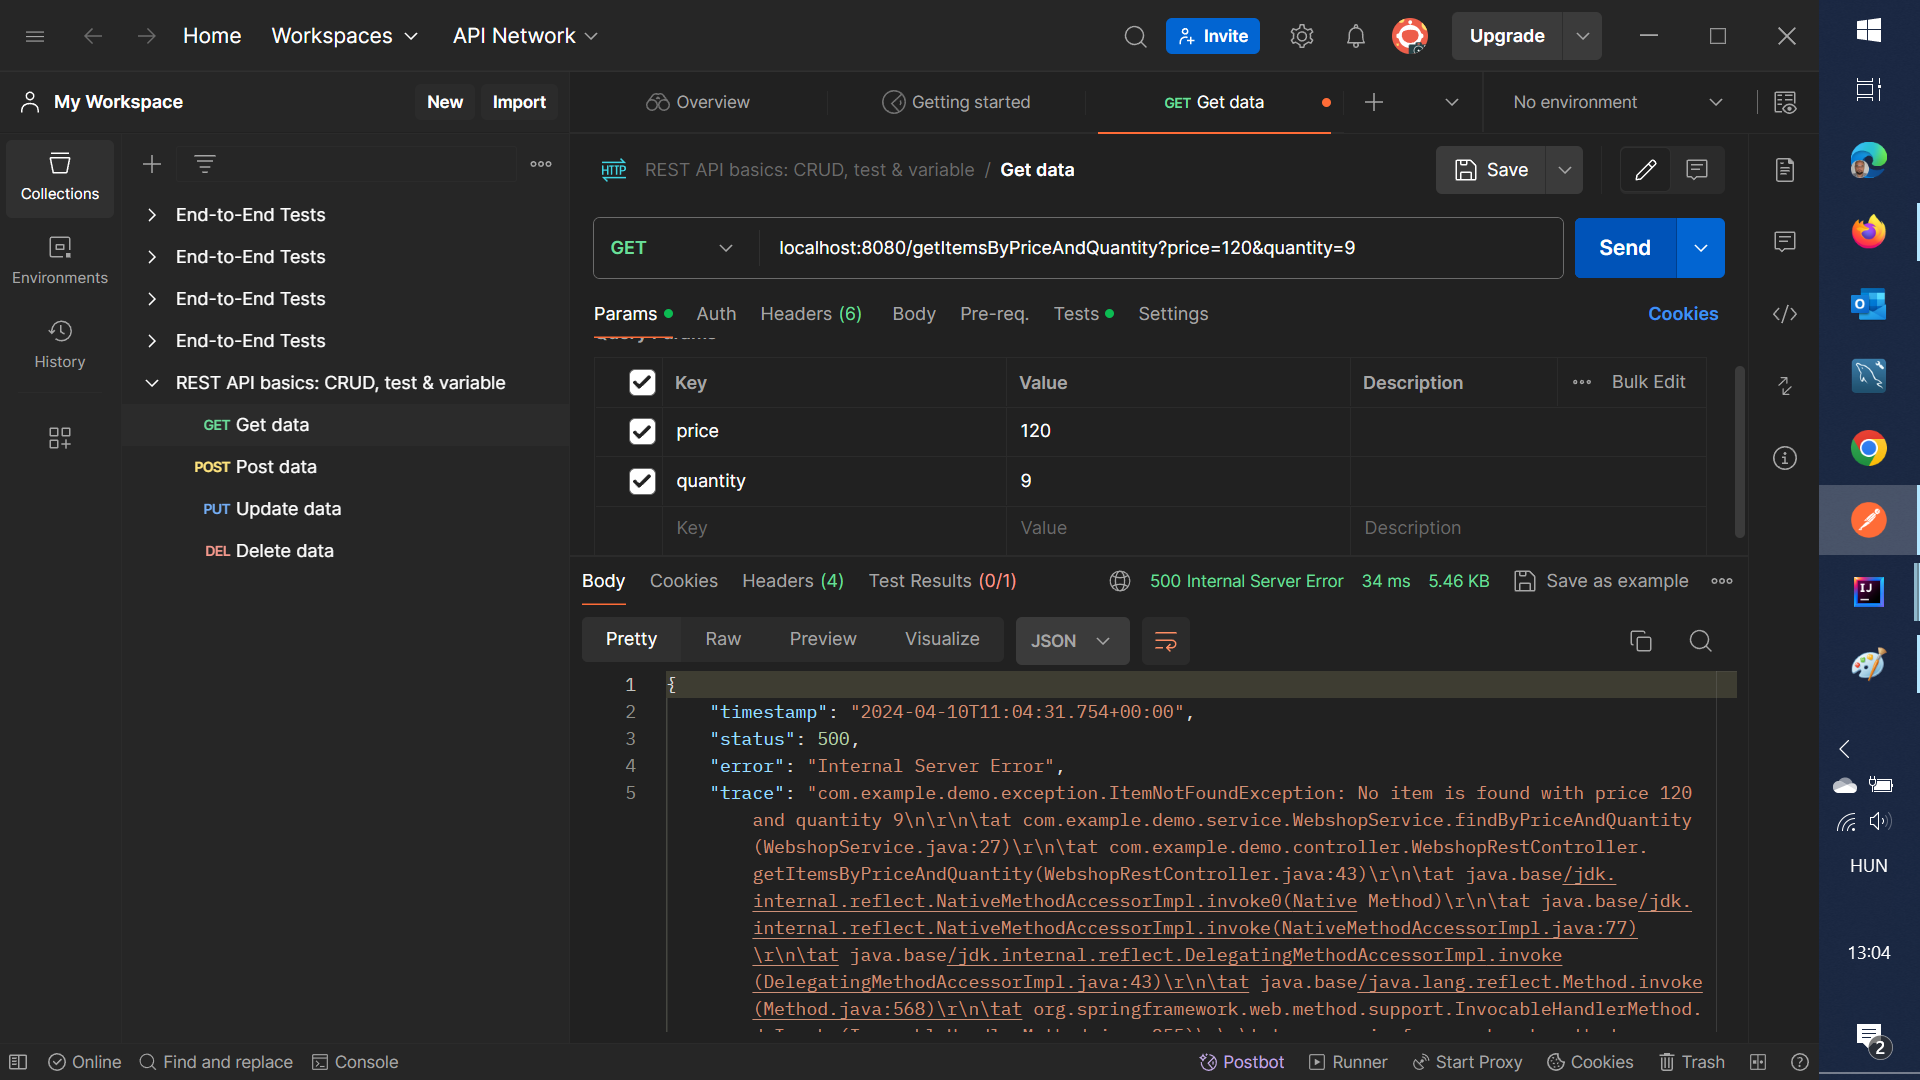 Home
Workspaces
API Network
Invite
Upgrade
My Workspace
New
Import
Overview
Getting started
GET Get data
No environment
Collections
Environments
History
End-to-End Tests
End-to-End Tests
End-to-End Tests
End-to-End Tests
REST API basics: CRUD, test & variable
GET Get data
POST Post data
PUT Update data
DEL Delete data
HTTP
REST API basics: CRUD, test & variable / Get data
Save
GET
localhost:8080/getItemsByPriceAndQuantity?price=120&quantity=9
Send
Params
Auth
Headers (6)
Body
Pre-req.
Tests
Settings
Cookies
Key
Value
Description
Bulk Edit
price
120
quantity
9
Key
Value
Description
Body
Cookies
Headers (4)
Test Results (0/1)
500 Internal Server Error
34 ms
5.46 KB
Save as example
Pretty
Raw
Preview
Visualize
JSON
1 {
2 "timestamp": "2024-04-10T11:04:31.754+00:00",
3 "status": 500,
4 "error": "Internal Server Error",
5 "trace": "com.example.demo.exception.ItemNotFoundException: No item is found with price 120
and quantity 9\n\r\n\tat com.example.demo.service.WebshopService.findByPriceAndQuantity
(WebshopService.java:27)\r\n\tat com.example.demo.controller.WebshopRestController.
getItemsByPriceAndQuantity(WebshopRestController.java:43)\r\n\tat java.base/jdk.
internal.reflect.NativeMethodAccessorImpl.invoke0(Native Method)\r\n\tat java.base/jdk.
internal.reflect.NativeMethodAccessorImpl.invoke(NativeMethodAccessorImpl.java:77)
\r\n\tat java.base/jdk.internal.reflect.DelegatingMethodAccessorImpl.invoke
(DelegatingMethodAccessorImpl.java:43)\r\n\tat java.base/java.lang.reflect.Method.invoke
(Method.java:568)\r\n\tat org.springframework.web.method.support.InvocableHandlerMethod.
Online
Find and replace
Console
Postbot
Runner
Start Proxy
Cookies
Trash
IJ
HUN
13:04
2